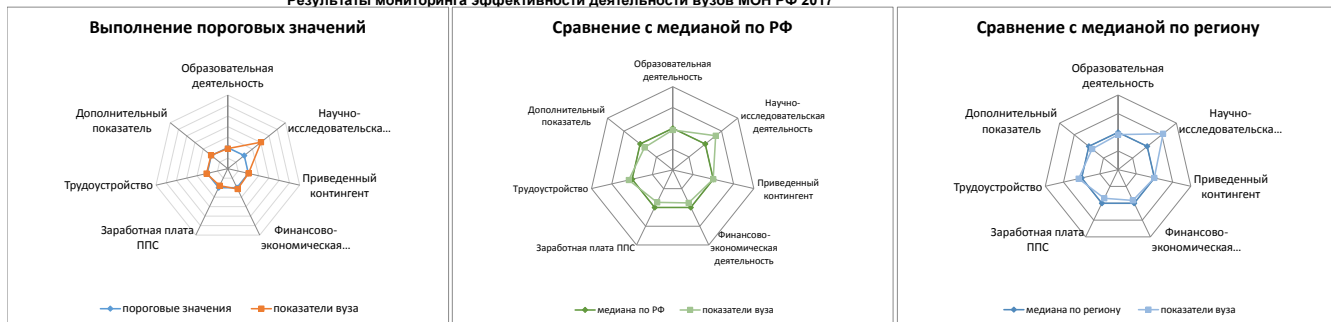 Результаты мониторинга эффективности деятельности вузов МОН РФ 2017
Выполнение пороговых значений
Образовательная
деятельность
Научно-
исследовательска...
Приведенный
контингент
Финансово-
экономическая...
Заработная плата
ППС
Трудоустройство
Дополнительный
показатель
пороговые значения
показатели вуза
Сравнение с медианой по РФ
Образовательная
деятельность
Научно-
исследовательская
деятельность
Приведенный
контингент
Финансово-
экономическая
деятельность
Заработная плата ППС
Трудоустройство
Дополнительный
показатель
медиана по РФ
показатели вуза
Сравнение с медианой по региону
Образовательная
деятельность
Научно-
исследовательска...
Приведенный
контингент
Финансово-
экономическая...
Заработная плата
ППС
Трудоустройство
Дополнительный
показатель
медиана по региону
показатели вуза